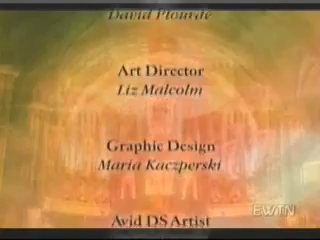 David Plourde
Art Director
Liz Malcolm
Graphic Design
Maria Kaczperski
EWTN
Avid DS Artist